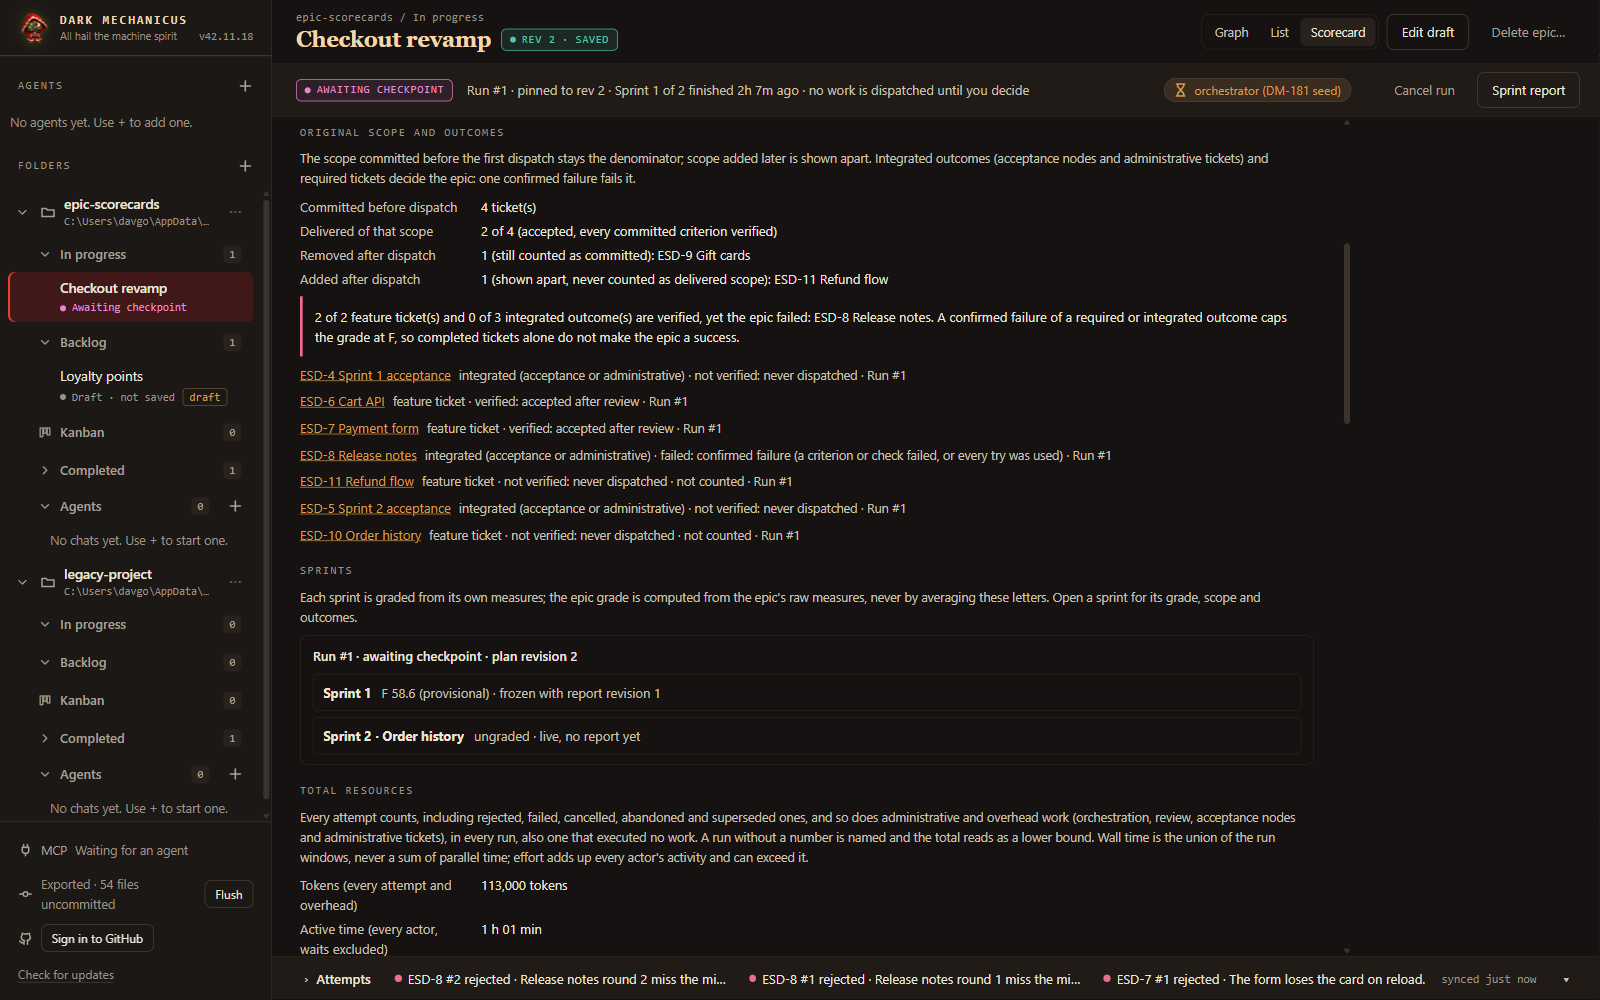 DARK MECHANICUS
All hail the machine spirit
v42.11.18
AGENTS
No agents yet. Use + to add one.
FOLDERS
epic-scorecards
C:\Users\davgo\AppData\…
In progress
1
Checkout revamp
Awaiting checkpoint
Backlog
1
Loyalty points
Draft · not saved
draft
Kanban
0
Completed
1
Agents
0
No chats yet. Use + to start one.
legacy-project
C:\Users\davgo\AppData\…
In progress
0
Backlog
0
Kanban
0
Completed
1
Agents
0
No chats yet. Use + to start one.
MCP Waiting for an agent
Exported · 54 files
uncommitted
Flush
Sign in to GitHub
Check for updates
epic-scorecards / In progress
Checkout revamp
REV 2 · SAVED
Graph
List
Scorecard
Edit draft
Delete epic...
AWAITING CHECKPOINT
Run #1 · pinned to rev 2 · Sprint 1 of 2 finished 2h 7m ago · no work is dispatched until you decide
orchestrator (DM-181 seed)
Cancel run
Sprint report
ORIGINAL SCOPE AND OUTCOMES
The scope committed before the first dispatch stays the denominator; scope added later is shown apart. Integrated outcomes (acceptance nodes and administrative tickets) and
required tickets decide the epic: one confirmed failure fails it.
Committed before dispatch 4 ticket(s)
Delivered of that scope 2 of 4 (accepted, every committed criterion verified)
Removed after dispatch 1 (still counted as committed): ESD-9 Gift cards
Added after dispatch 1 (shown apart, never counted as delivered scope): ESD-11 Refund flow
2 of 2 feature ticket(s) and 0 of 3 integrated outcome(s) are verified, yet the epic failed: ESD-8 Release notes. A confirmed failure of a required or integrated outcome caps
the grade at F, so completed tickets alone do not make the epic a success.
ESD-4 Sprint 1 acceptance integrated (acceptance or administrative) · not verified: never dispatched · Run #1
ESD-6 Cart API feature ticket · verified: accepted after review · Run #1
ESD-7 Payment form feature ticket · verified: accepted after review · Run #1
ESD-8 Release notes integrated (acceptance or administrative) · failed: confirmed failure (a criterion or check failed, or every try was used) · Run #1
ESD-11 Refund flow feature ticket · not verified: never dispatched · not counted · Run #1
ESD-5 Sprint 2 acceptance integrated (acceptance or administrative) · not verified: never dispatched · Run #1
ESD-10 Order history feature ticket · not verified: never dispatched · not counted · Run #1
SPRINTS
Each sprint is graded from its own measures; the epic grade is computed from the epic's raw measures, never by averaging these letters. Open a sprint for its grade, scope and
outcomes.
Run #1 · awaiting checkpoint · plan revision 2
Sprint 1 F 58.6 (provisional) · frozen with report revision 1
Sprint 2 · Order history ungraded · live, no report yet
TOTAL RESOURCES
Every attempt counts, including rejected, failed, cancelled, abandoned and superseded ones, and so does administrative and overhead work (orchestration, review, acceptance nodes
and administrative tickets), in every run, also one that executed no work. A run without a number is named and the total reads as a lower bound. Wall time is the union of the run
windows, never a sum of parallel time; effort adds up every actor's activity and can exceed it.
Tokens (every attempt and 113,000 tokens
overhead)
Active time (every actor, 1 h 01 min
waits excluded)
Attempts
ESD-8 #2 rejected · Release notes round 2 miss the mi...
ESD-8 #1 rejected · Release notes round 1 miss the mi...
ESD-7 #1 rejected · The form loses the card on reload.
synced just now